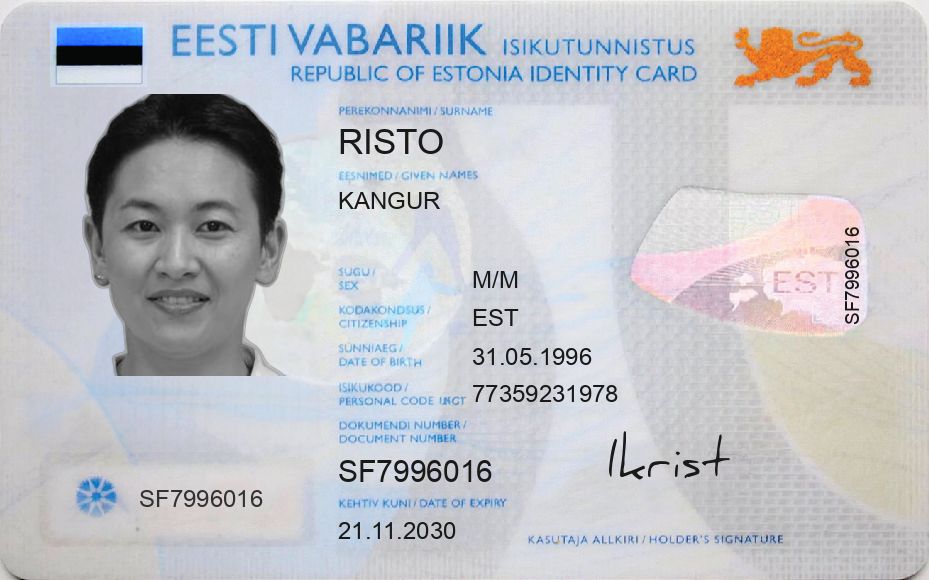 EESTI VABARIIK ISIKUTUNNISTUS
REPUBLIC OF ESTONIA IDENTITY CARD
PEREKONNANIMI / SURNAME
RISTO
EESNIMED / GIVEN NAMES
KANGUR
SUGU / SEX
M/M
KODAKONDSUS / CITIZENSHIP
EST
SÜNNIAEG / DATE OF BIRTH
31.05.1996
ISIKUKOOD / PERSONAL CODE
77359231978
DOKUMENDI NUMBER / DOCUMENT NUMBER
SF7996016
KEHTIV KUNI / DATE OF EXPIRY
21.11.2030
SF7996016
EST
SF7996016
Ikrist
KASUTAJA ALLKIRI / HOLDER'S SIGNATURE